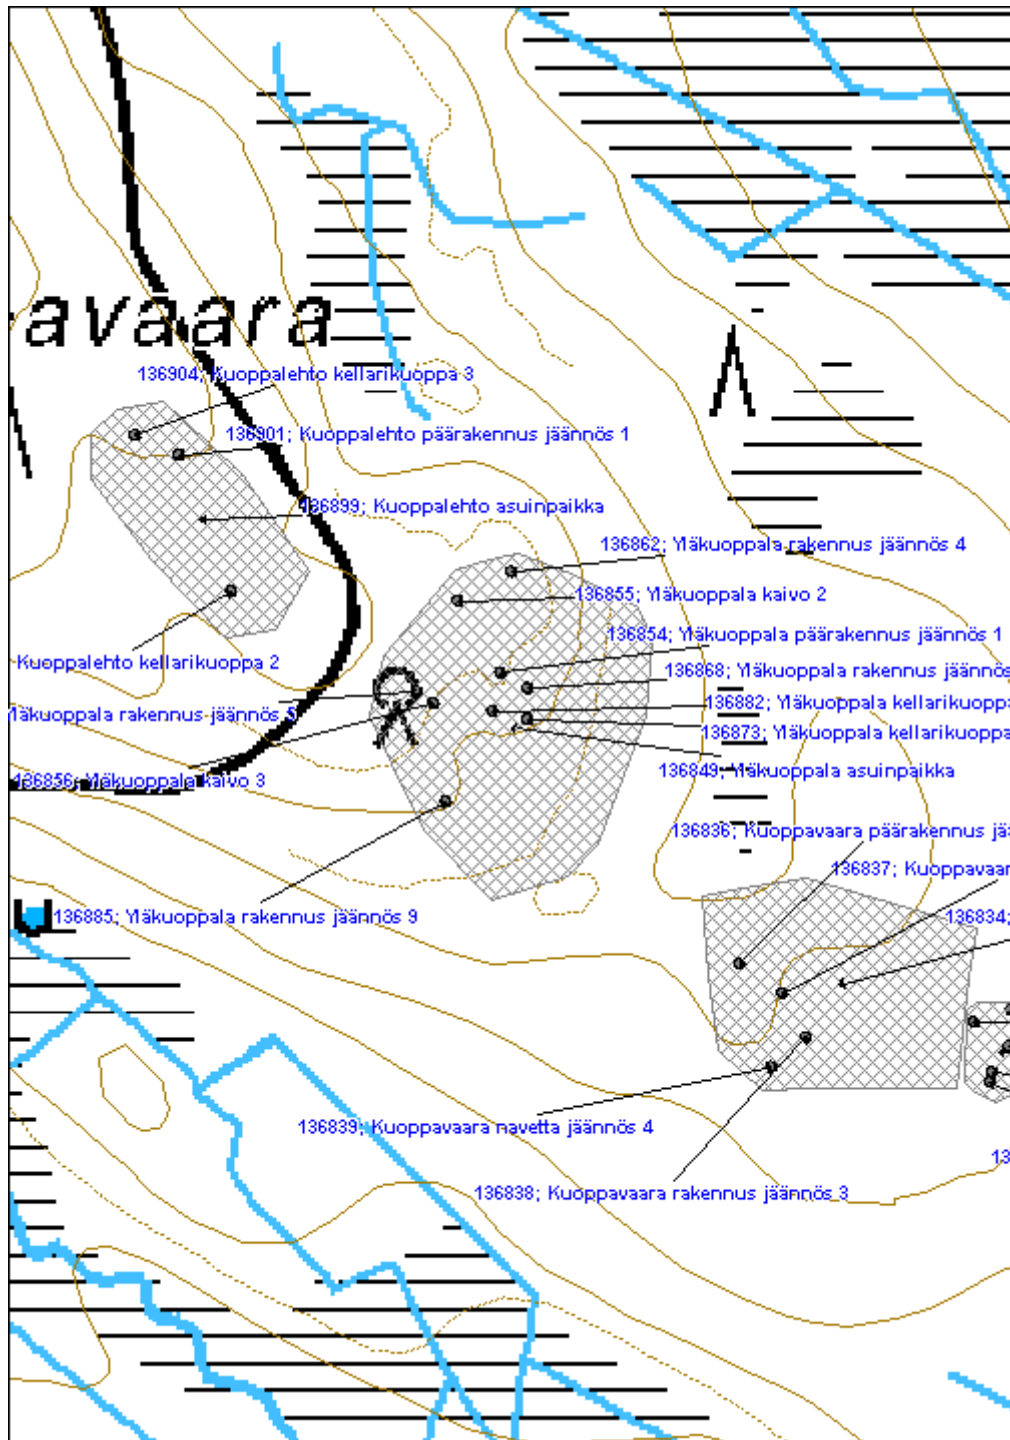 avaara
136904; Kuoppalehto kellarikuoppa 3
136901; Kuoppalehto päärakennus jäännös 1
136899; Kuoppalehto asuinpaikka
136862; Yläkuoppala rakennus jäännös 4
136855; Yläkuoppala kaivo 2
136854; Yläkuoppala päärakennus jäännös 1
Kuoppalehto kellarikuoppa 2
136868; Yläkuoppala rakennus jäännös
136882; Yläkuoppala kellarikuoppa
Yläkuoppala rakennus jäännös 5
136873; Yläkuoppala kellarikuoppa
136849; Yläkuoppala asuinpaikka
136856; Yläkuoppala kaivo 3
136836; Kuoppavaara päärakennus jää
136837; Kuoppavaar
136885; Yläkuoppala rakennus jäännös 9
136834;
136839; Kuoppavaara navetta jäännös 4
13
136838; Kuoppavaara rakennus jäännös 3